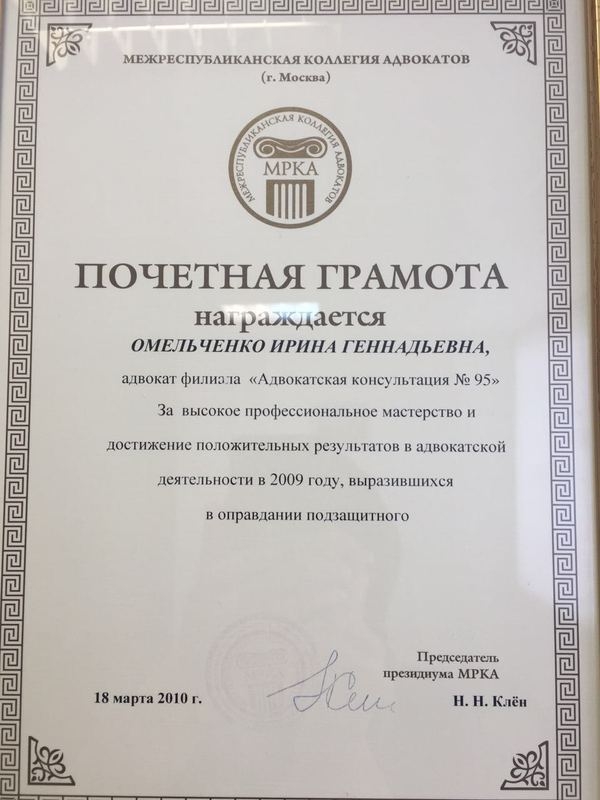 МЕЖРЕСПУБЛИКАНСКАЯ КОЛЛЕГИЯ АДВОКАТОВ
(г. Москва)
МЕЖРЕСПУБЛИКАНСКАЯ КОЛЛЕГИЯ АДВОКАТОВ
МРКА
ПОЧЕТНАЯ ГРАМОТА
награждается
ОМЕЛЬЧЕНКО ИРИНА ГЕННАДЬЕВНА,
адвокат филиала «Адвокатская консультация № 95»
За высокое профессиональное мастерство и
достижение положительных результатов в адвокатской
деятельности в 2009 году, выразившихся
в оправдании подзащитного
Председатель
президиума МРКА
18 марта 2010 г.
Н. Н. Клён